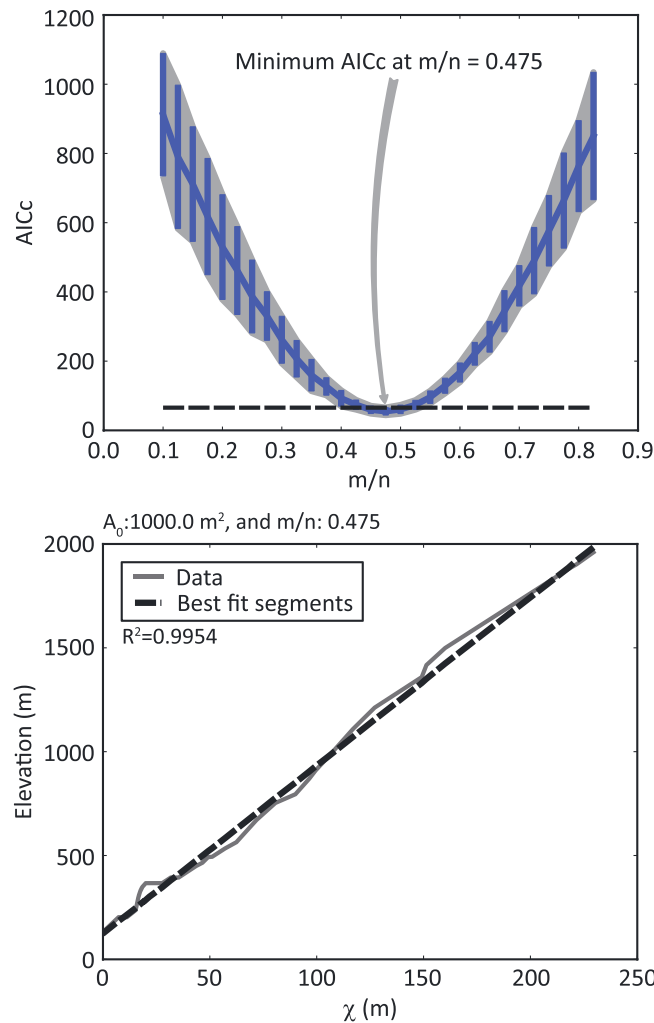 1200
1000
800
600
400
200
0
AICc
Minimum AICc at m/n = 0.475
0.1 0.2 0.3 0.4 0.5 0.6 0.7 0.8 0.9
m/n
A₀:1000.0 m², and m/n: 0.475
2000
1500
1000
500
0
Elevation (m)
Data
Best fit segments
R²=0.9954
0 50 100 150 200 250
χ (m)